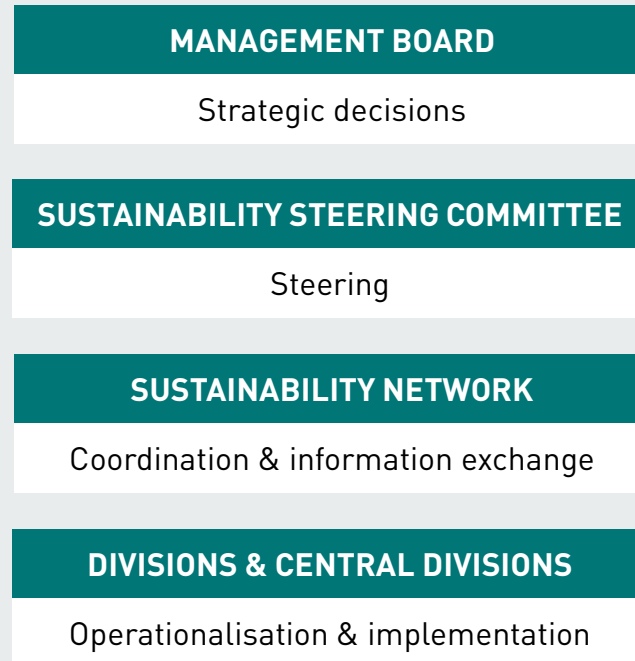 MANAGEMENT BOARD
Strategic decisions
SUSTAINABILITY STEERING COMMITTEE
Steering
SUSTAINABILITY NETWORK
Coordination & information exchange
DIVISIONS & CENTRAL DIVISIONS
Operationalisation & implementation